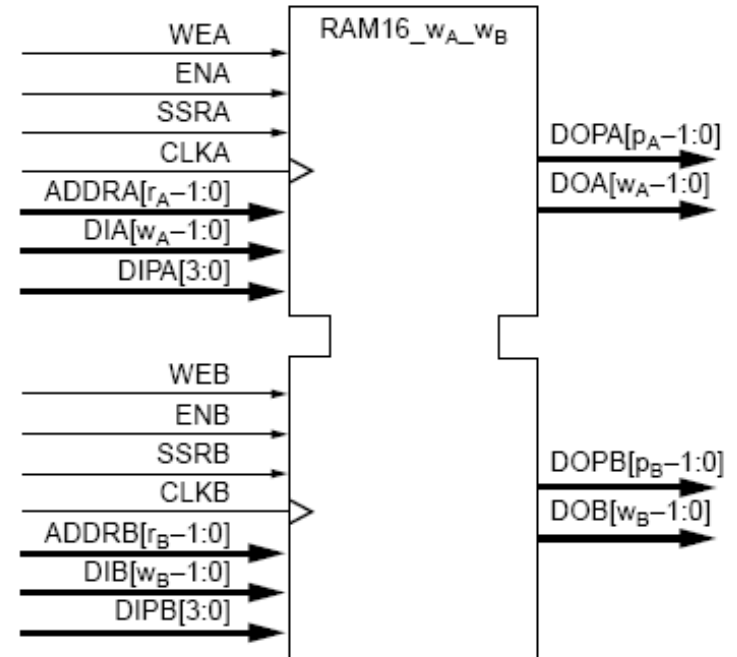 RAM16_wA_wB
WEA
ENA
SSRA
CLKA
ADDRA[rA–1:0]
DIA[wA–1:0]
DIPA[3:0]
DOPA[pA–1:0]
DOA[wA–1:0]
WEB
ENB
SSRB
CLKB
ADDRB[rB–1:0]
DIB[wB–1:0]
DIPB[3:0]
DOPB[pB–1:0]
DOB[wB–1:0]